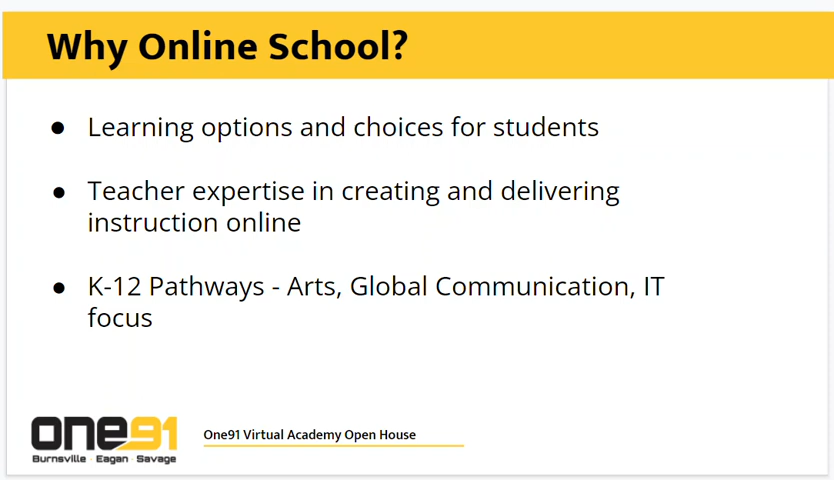 Why Online School?
● Learning options and choices for students
● Teacher expertise in creating and delivering
instruction online
● K-12 Pathways - Arts, Global Communication, IT
focus
one91
Burnsville · Eagan · Savage
One91 Virtual Academy Open House